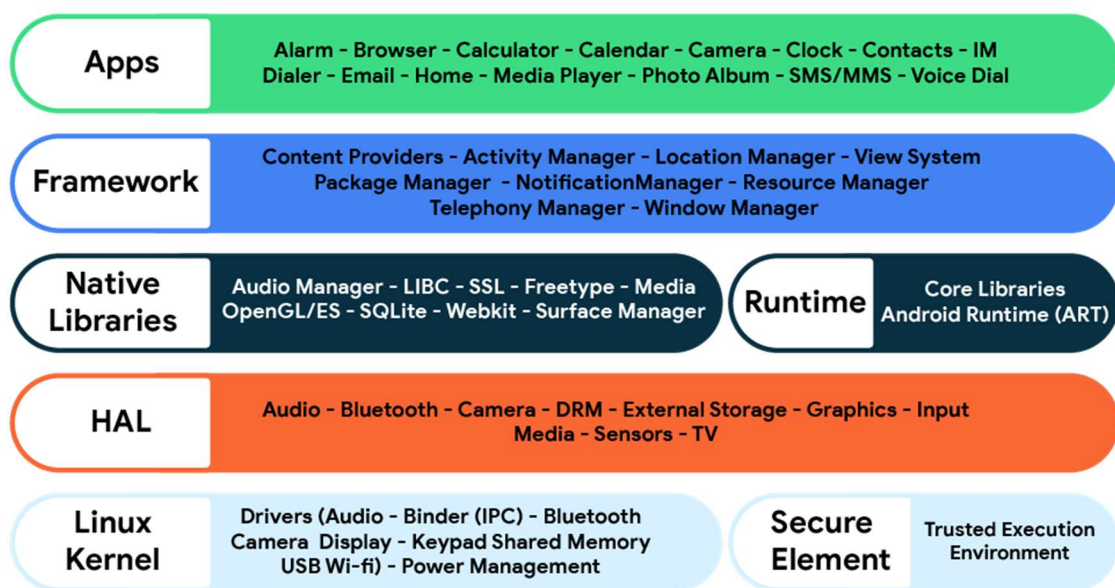 Apps
Alarm - Browser - Calculator - Calendar - Camera - Clock - Contacts - IM
Dialer - Email - Home - Media Player - Photo Album - SMS/MMS - Voice Dial
Framework
Content Providers - Activity Manager - Location Manager - View System
Package Manager - NotificationManager - Resource Manager
Telephony Manager - Window Manager
Native
Libraries
Audio Manager - LIBC - SSL - Freetype - Media
OpenGL/ES - SQLite - Webkit - Surface Manager
Runtime
Core Libraries
Android Runtime (ART)
HAL
Audio - Bluetooth - Camera - DRM - External Storage - Graphics - Input
Media - Sensors - TV
Linux
Kernel
Drivers (Audio - Binder (IPC) - Bluetooth
Camera Display - Keypad Shared Memory
USB Wi-fi) - Power Management
Secure
Element
Trusted Execution
Environment